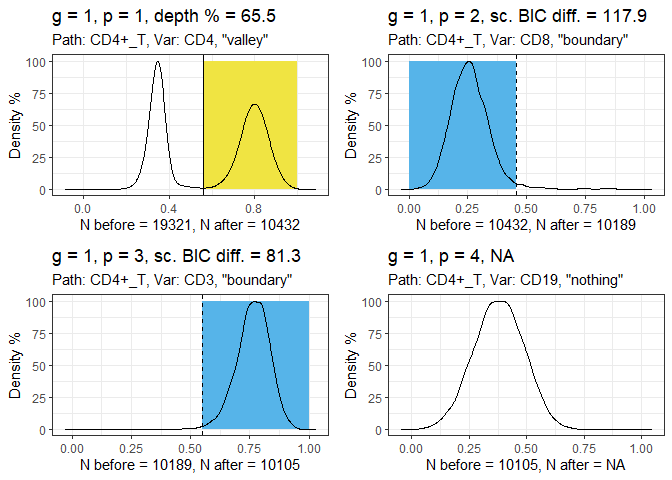 g = 1, p = 1, depth % = 65.5
Path: CD4+_T, Var: CD4, "valley"
Density %
100
75
50
25
0
0.0 0.4 0.8
N before = 19321, N after = 10432
g = 1, p = 2, sc. BIC diff. = 117.9
Path: CD4+_T, Var: CD8, "boundary"
Density %
100
75
50
25
0
0.00 0.25 0.50 0.75 1.00
N before = 10432, N after = 10189
g = 1, p = 3, sc. BIC diff. = 81.3
Path: CD4+_T, Var: CD3, "boundary"
Density %
100
75
50
25
0
0.00 0.25 0.50 0.75 1.00
N before = 10189, N after = 10105
g = 1, p = 4, NA
Path: CD4+_T, Var: CD19, "nothing"
Density %
100
75
50
25
0
0.00 0.25 0.50 0.75 1.00
N before = 10105, N after = NA